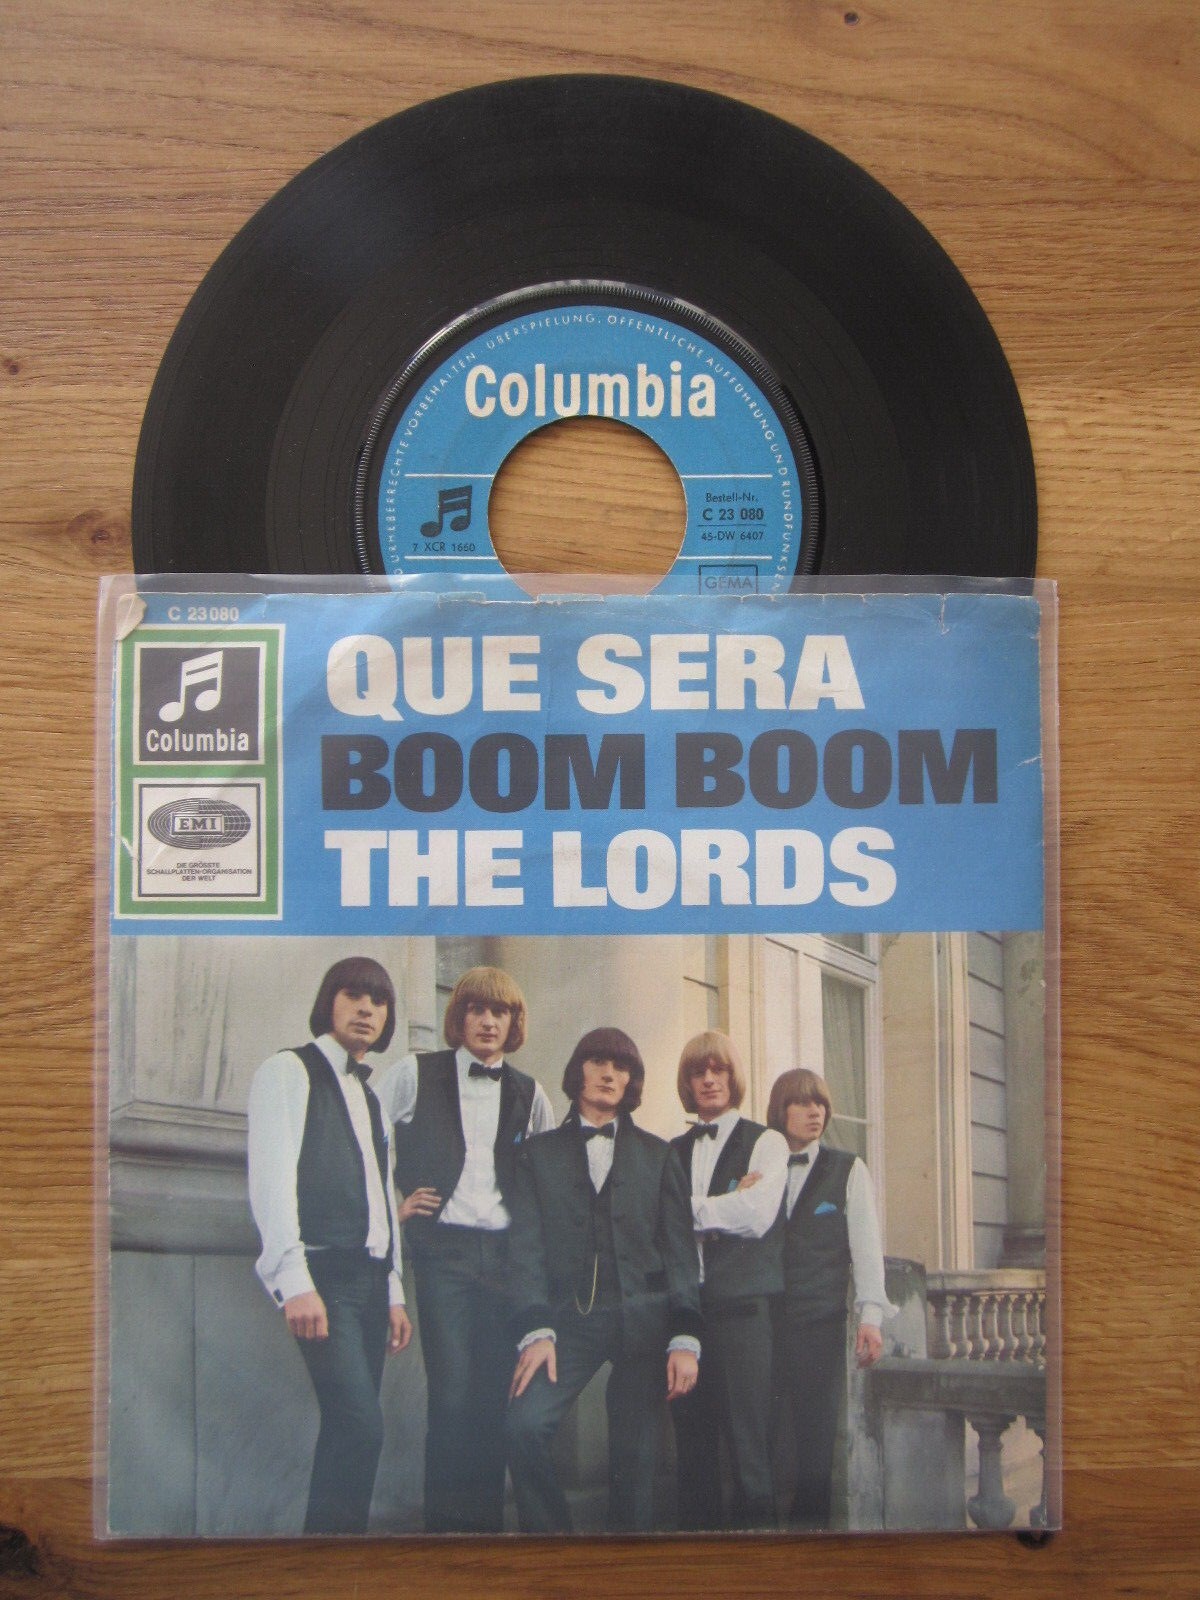 URHEBERRECHTE VORBEHALTEN ÜBERSPIELUNG, ÖFFENTLICHE AUFFÜHRUNG UND RUNDFUNKSEN
Columbia
Bestell-Nr.
C 23 080
7 XCR 1660
45-DW 6407
GEMA
C 23 080
QUE SERA
Columbia
BOOM BOOM
EMI
THE LORDS
DIE GRÖSSTE
SCHALLPLATTEN-ORGANISATION
DER WELT